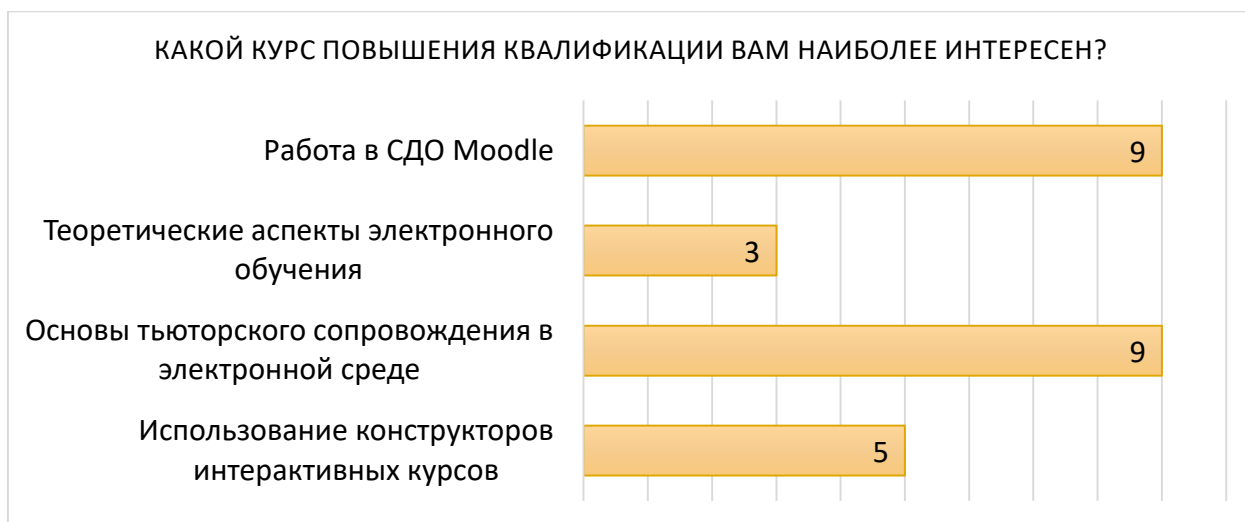 КАКОЙ КУРС ПОВЫШЕНИЯ КВАЛИФИКАЦИИ ВАМ НАИБОЛЕЕ ИНТЕРЕСЕН?
Работа в СДО Moodle
9
Теоретические аспекты электронного
обучения
3
Основы тьюторского сопровождения в
электронной среде
9
Использование конструкторов
интерактивных курсов
5